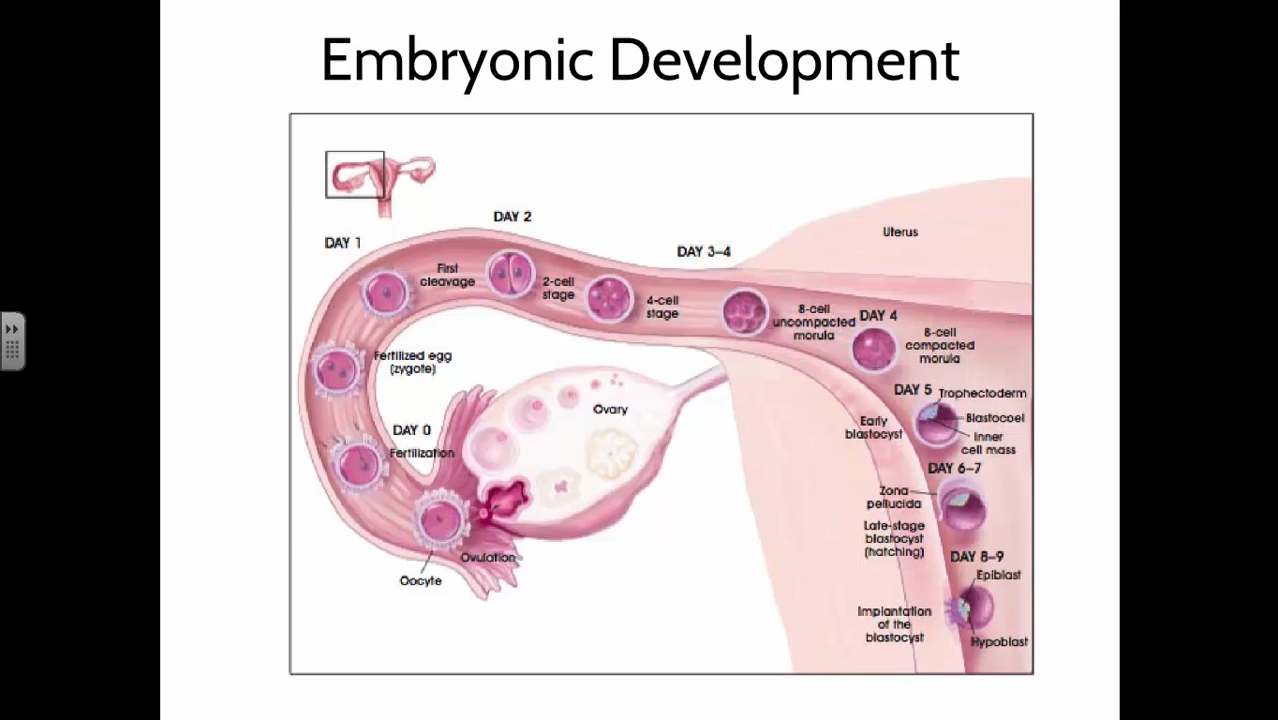 Embryonic Development
DAY 2
DAY 1
Uterus
DAY 3–4
First
cleavage
2-cell
stage
4-cell
stage
8-cell
uncompacted
morula
DAY 4
8-cell
compacted
morula
Fertilized egg
(zygote)
DAY 5
Trophectoderm
Blastocoel
Inner
cell mass
Early
blastocyst
Ovary
DAY 0
Fertilization
DAY 6–7
Zona
pellucida
Late-stage
blastocyst
(hatching)
Ovulation
Oocyte
DAY 8–9
Epiblast
Implantation
of the
blastocyst
Hypoblast